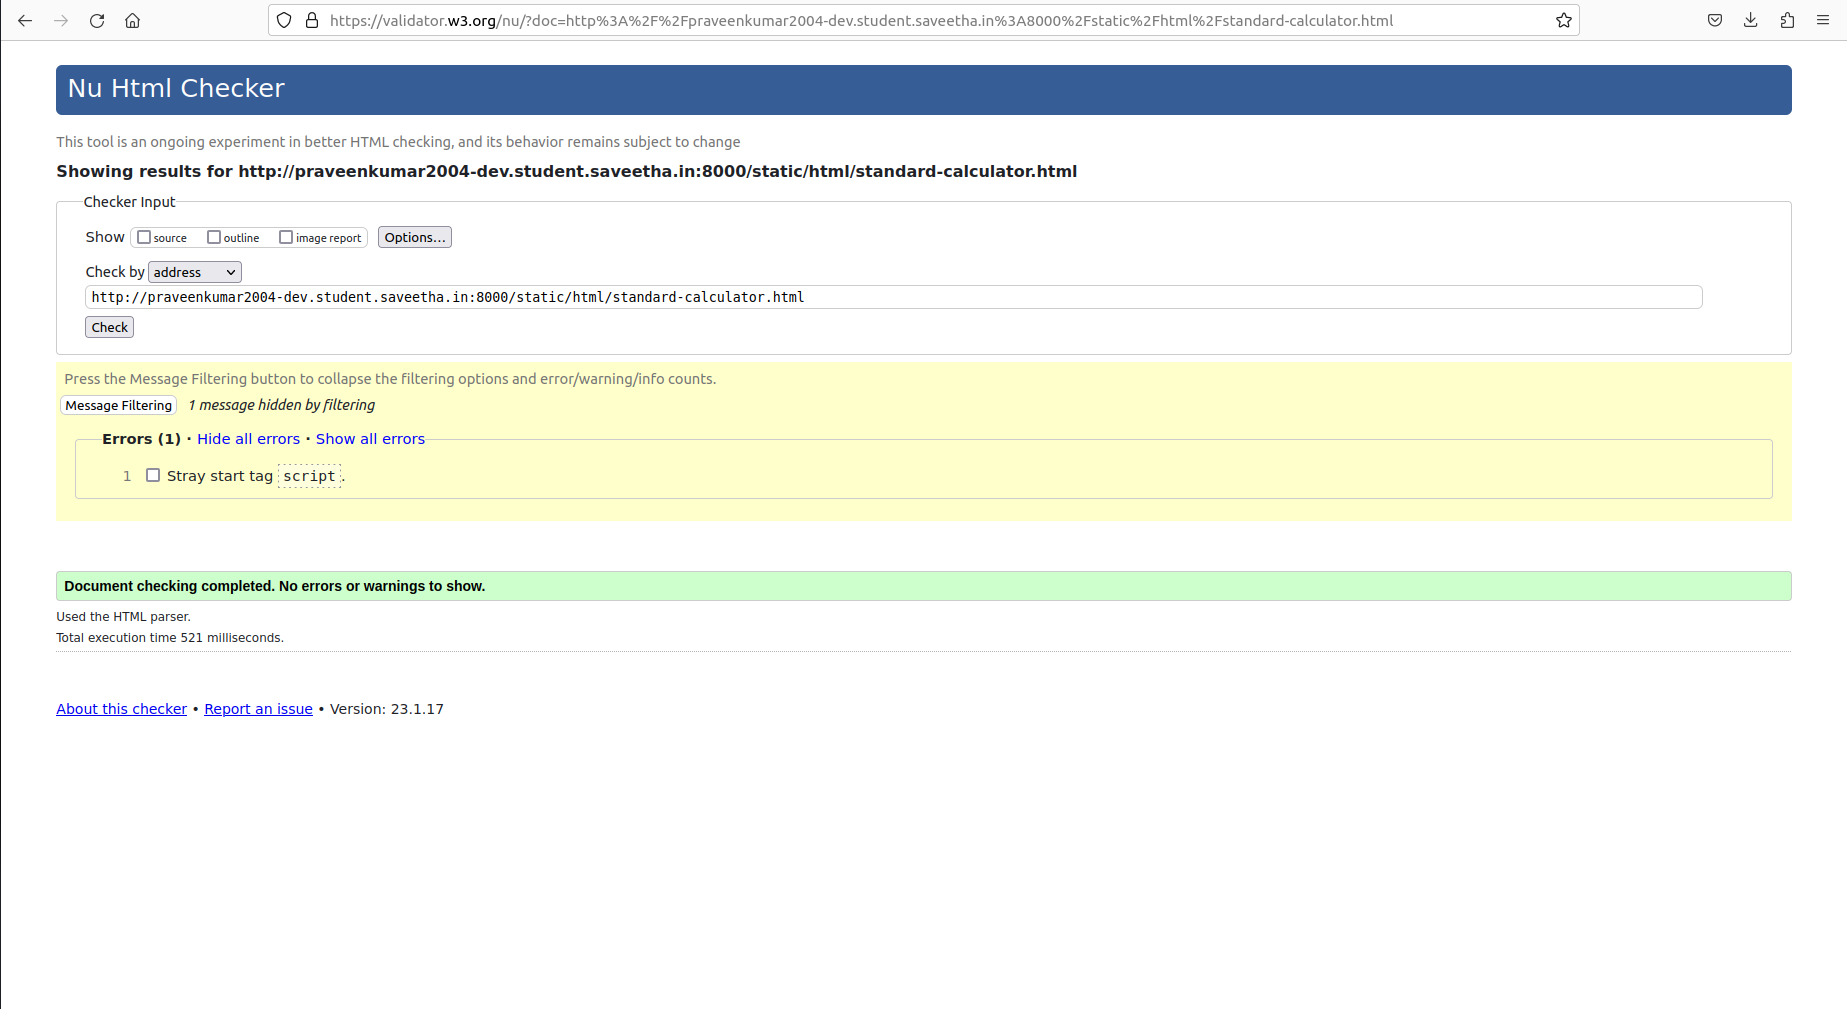 https://validator.w3.org/nu/?doc=http%3A%2F%2Fpraveenkumar2004-dev.student.saveetha.in%3A8000%2Fstatic%2Fhtml%2Fstandard-calculator.html
Nu Html Checker
This tool is an ongoing experiment in better HTML checking, and its behavior remains subject to change
Showing results for http://praveenkumar2004-dev.student.saveetha.in:8000/static/html/standard-calculator.html
Checker Input
Show source outline image report Options...
Check by address
http://praveenkumar2004-dev.student.saveetha.in:8000/static/html/standard-calculator.html
Check
Press the Message Filtering button to collapse the filtering options and error/warning/info counts.
Message Filtering 1 message hidden by filtering
Errors (1) · Hide all errors · Show all errors
1 Stray start tag script.
Document checking completed. No errors or warnings to show.
Used the HTML parser.
Total execution time 521 milliseconds.
About this checker • Report an issue • Version: 23.1.17